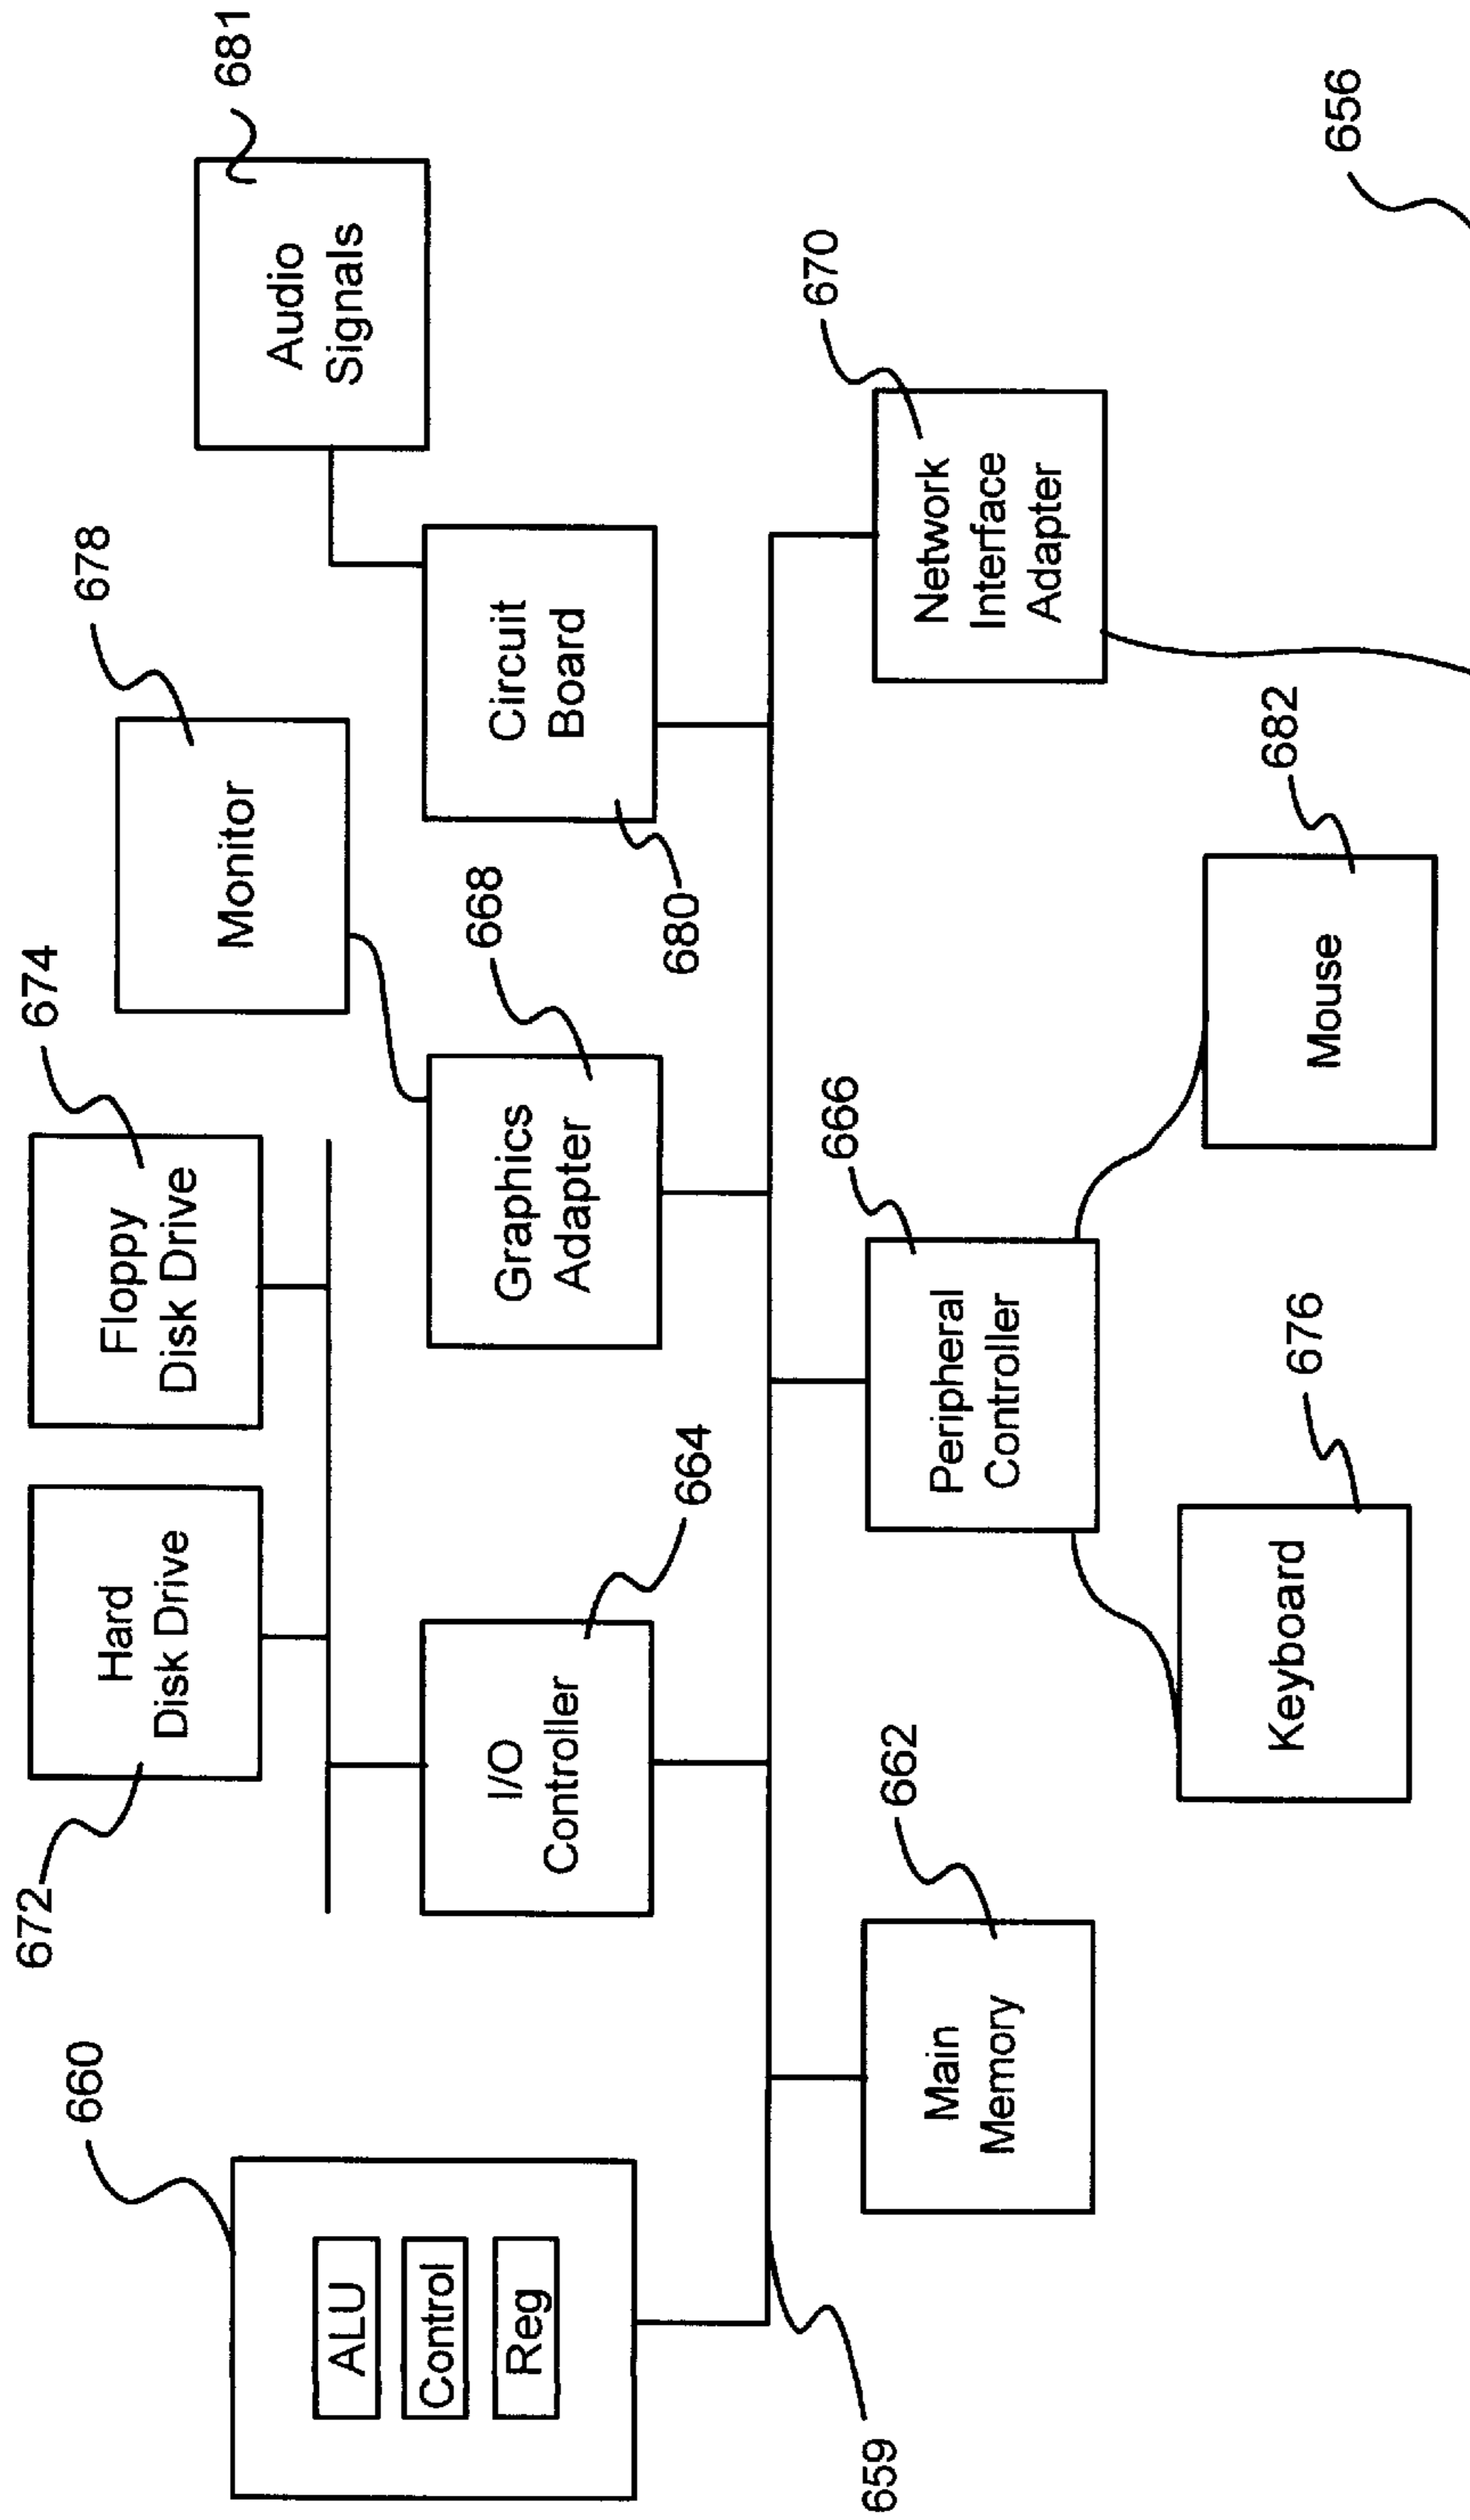 672
674
678
681
660
Hard
Disk Drive
Floppy
Disk Drive
Monitor
Audio
Signals
668
ALU
Control
Reg
I/O
Controller
664
Graphics
Adapter
680
Circuit
Board
659
662
666
670
Main
Memory
Peripheral
Controller
Network
Interface
Adapter
676
682
656
Keyboard
Mouse